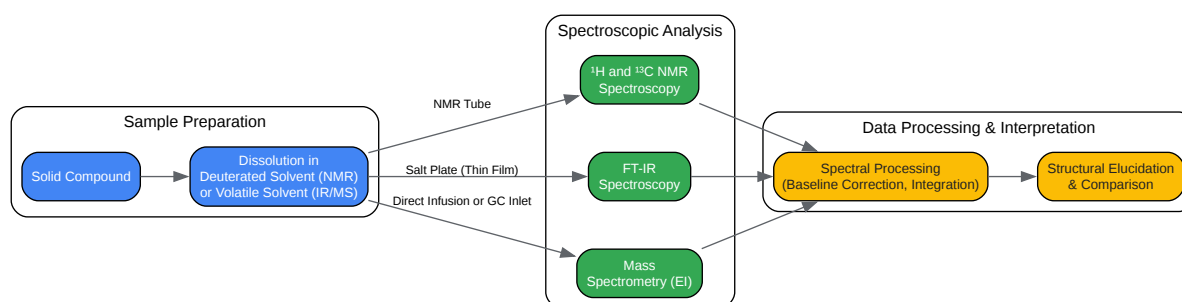 Sample Preparation
Solid Compound
Dissolution in
Deuterated Solvent (NMR)
or Volatile Solvent (IR/MS)
NMR Tube
Salt Plate (Thin Film)
Direct Infusion or GC Inlet
Spectroscopic Analysis
¹H and ¹³C NMR
Spectroscopy
FT-IR
Spectroscopy
Mass
Spectrometry (EI)
Data Processing & Interpretation
Spectral Processing
(Baseline Correction, Integration)
Structural Elucidation
& Comparison